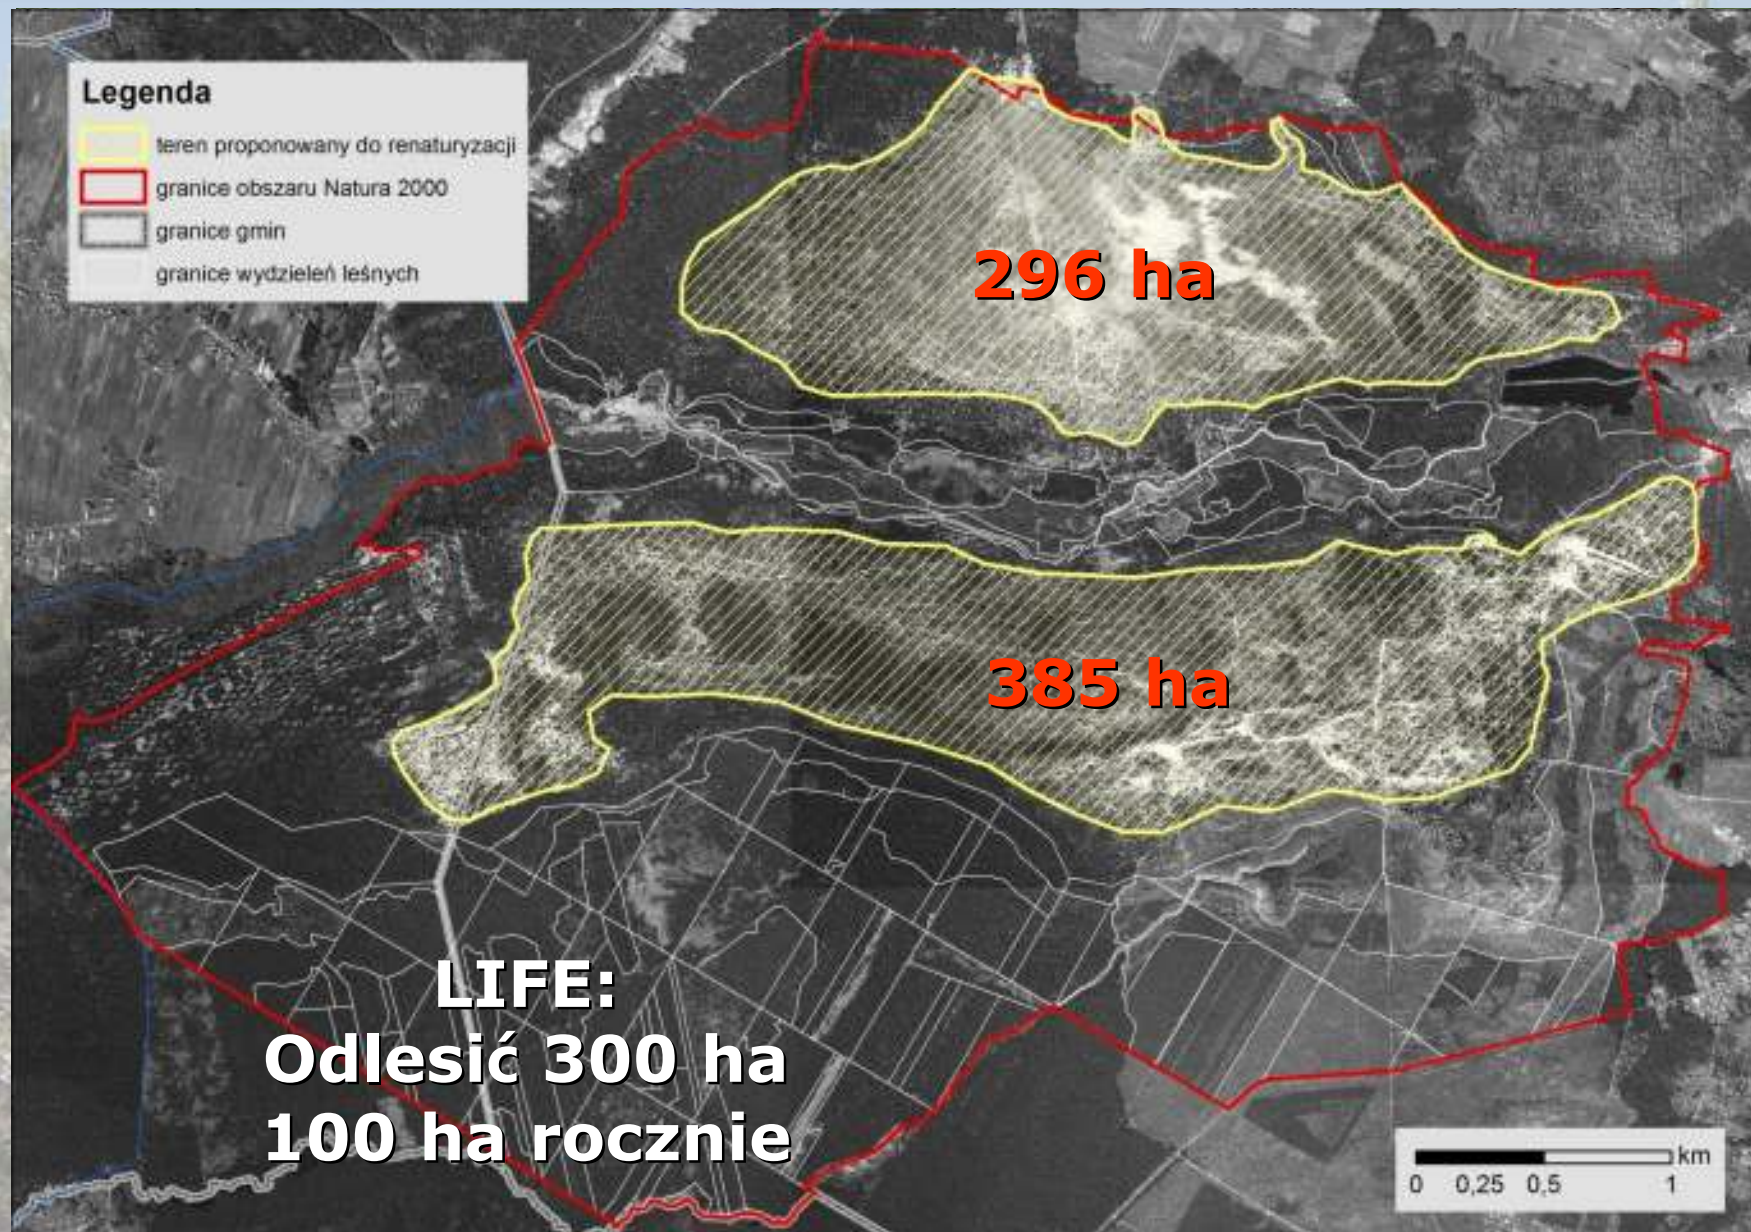 Legenda
teren proponowany do renaturyzacji
granice obszaru Natura 2000
granice gmin
granice wydzieleń leśnych
296 ha
385 ha
LIFE:
Odlesić 300 ha
100 ha rocznie
km
0 0,25 0,5 1